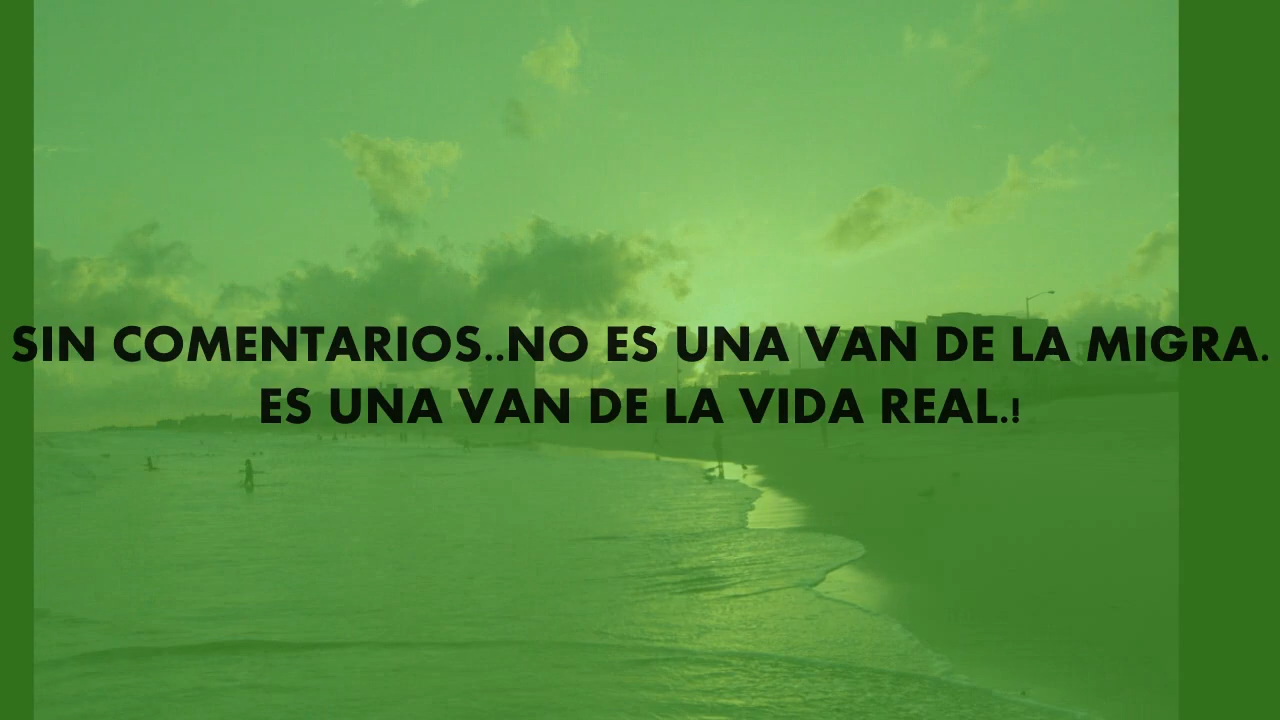 SIN COMENTARIOS..NO ES UNA VAN DE LA MIGRA.
ES UNA VAN DE LA VIDA REAL.!